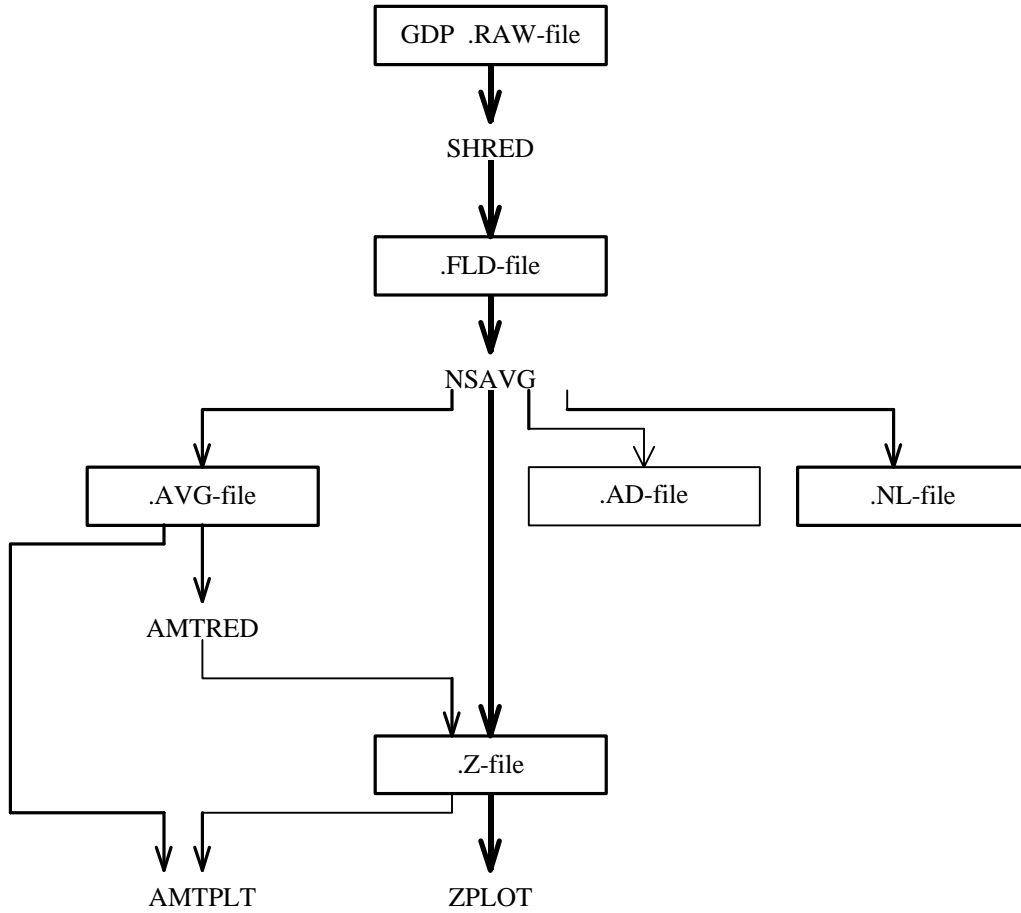 GDP .RAW-file
SHRED
.FLD-file
NSAVG
.AVG-file
.AD-file
.NL-file
AMTRED
.Z-file
AMTPLT
ZPLOT